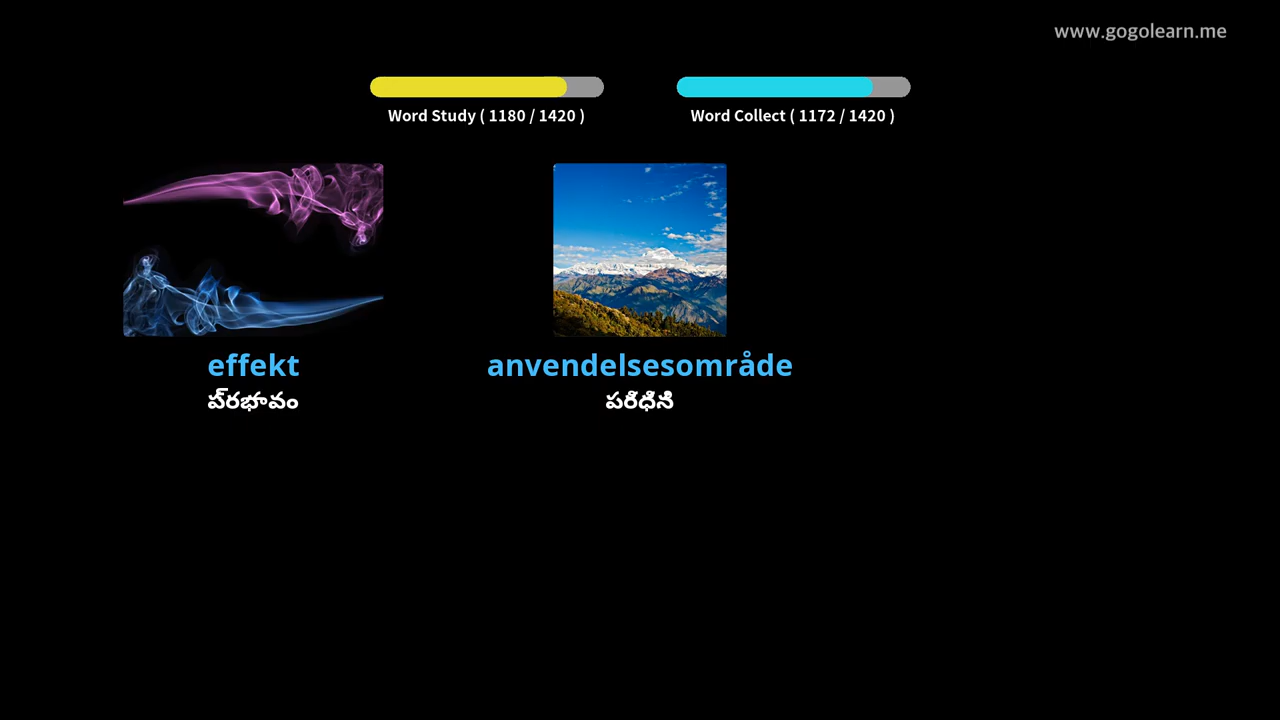 www.gogolearn.me
Word Study ( 1180 / 1420 )
Word Collect ( 1172 / 1420 )
effekt
anvendelsesområde
ప్రభావం
పరిధిని